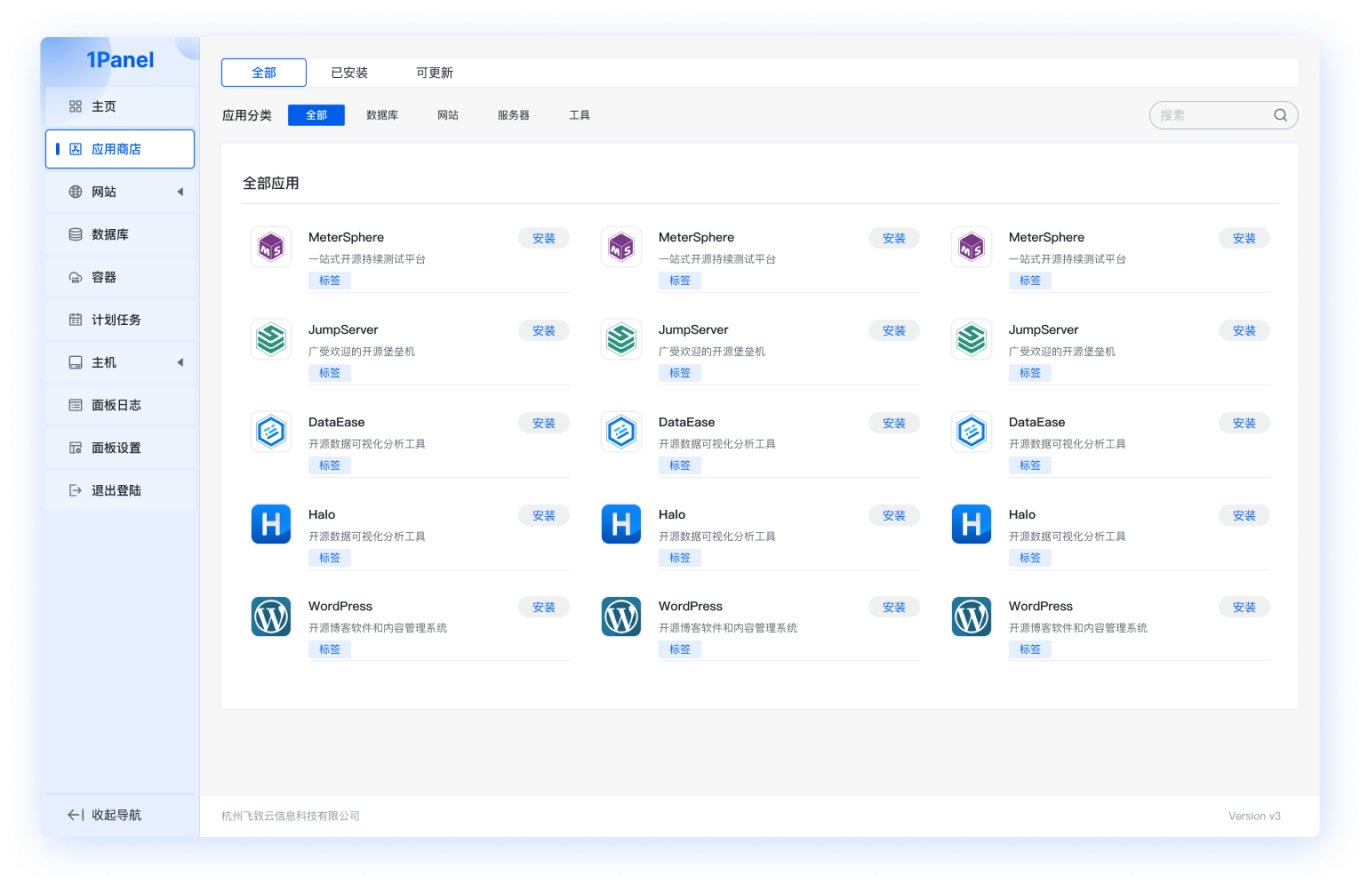 1Panel
主页
应用商店
网站
数据库
容器
计划任务
主机
面板日志
面板设置
退出登陆
收起导航
全部 已安装 可更新
应用分类 全部 数据库 网站 服务器 工具 搜索
全部应用
MeterSphere 安装 MeterSphere 安装 MeterSphere 安装
一站式开源持续测试平台 一站式开源持续测试平台 一站式开源持续测试平台
标签 标签 标签
JumpServer 安装 JumpServer 安装 JumpServer 安装
广受欢迎的开源堡垒机 广受欢迎的开源堡垒机 广受欢迎的开源堡垒机
标签 标签 标签
DataEase 安装 DataEase 安装 DataEase 安装
开源数据可视化分析工具 开源数据可视化分析工具 开源数据可视化分析工具
标签 标签 标签
Halo 安装 Halo 安装 Halo 安装
开源数据可视化分析工具 开源数据可视化分析工具 开源数据可视化分析工具
标签 标签 标签
WordPress 安装 WordPress 安装 WordPress 安装
开源博客软件和内容管理系统 开源博客软件和内容管理系统 开源博客软件和内容管理系统
标签 标签 标签
杭州飞致云信息科技有限公司 Version v3